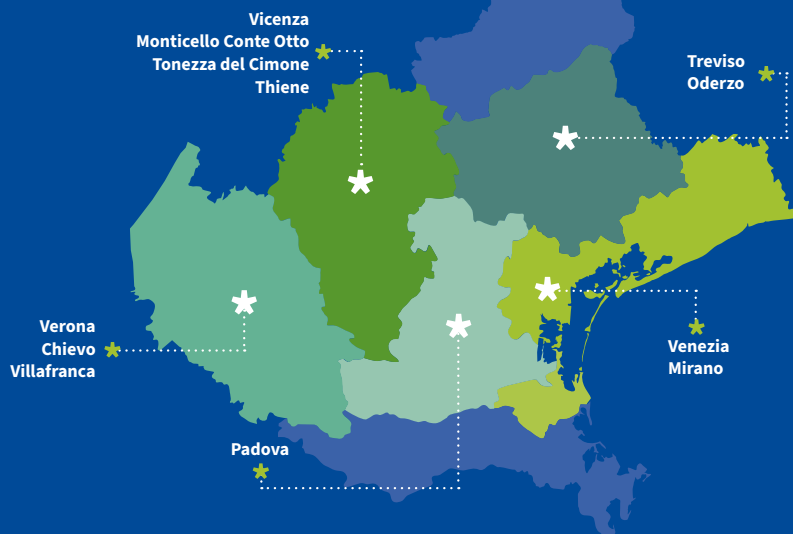 Vicenza
Monticello Conte Otto
Tonezza del Cimone
Thiene
Treviso
Oderzo
Verona
Chievo
Villafranca
Venezia
Mirano
Padova